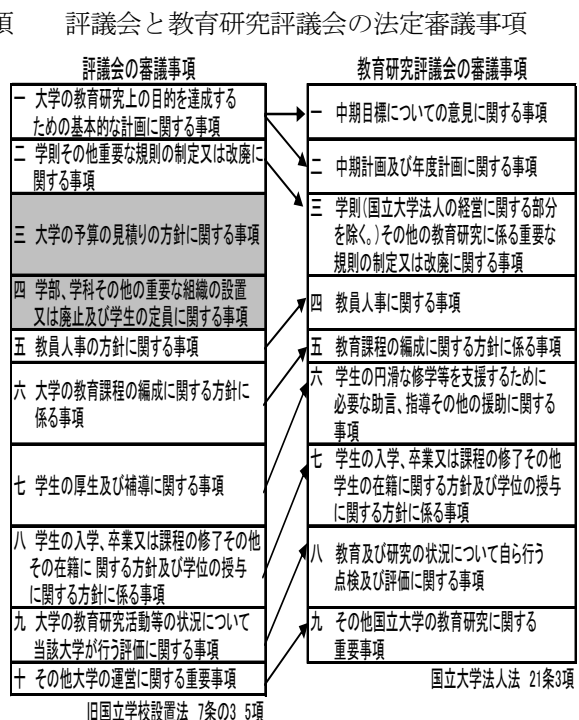 項　評議会と教育研究評議会の法定審議事項
評議会の審議事項
一 大学の教育研究上の目的を達成する
ための基本的な計画に関する事項
二 学則その他重要な規則の制定又は改廃に
関する事項
三 大学の予算の見積りの方針に関する事項
四 学部、学科その他の重要な組織の設置
又は廃止及び学生の定員に関する事項
五 教員人事の方針に関する事項
六 大学の教育課程の編成に関する方針に
係る事項
七 学生の厚生及び補導に関する事項
八 学生の入学、卒業又は課程の修了その他
その在籍に 関する方針及び学位の授与
に関する方針に係る事項
九 大学の教育研究活動等の状況について
当該大学が行う評価に関する事項
十 その他大学の運営に関する重要事項
旧国立学校設置法 7条の3 5項
教育研究評議会の審議事項
一 中期目標についての意見に関する事項
二 中期計画及び年度計画に関する事項
三 学則(国立大学法人の経営に関する部分
を除く。)その他の教育研究に係る重要な
規則の制定又は改廃に関する事項
四 教員人事に関する事項
五 教育課程の編成に関する方針に係る事項
六 学生の円滑な修学等を支援するために
必要な助言、指導その他の援助に関する
事項
七 学生の入学、卒業又は課程の修了その他
学生の在籍に関する方針及び学位の授与
に関する方針に係る事項
八 教育及び研究の状況について自ら行う
点検及び評価に関する事項
九 その他国立大学の教育研究に関する
重要事項
国立大学法人法 21条3項